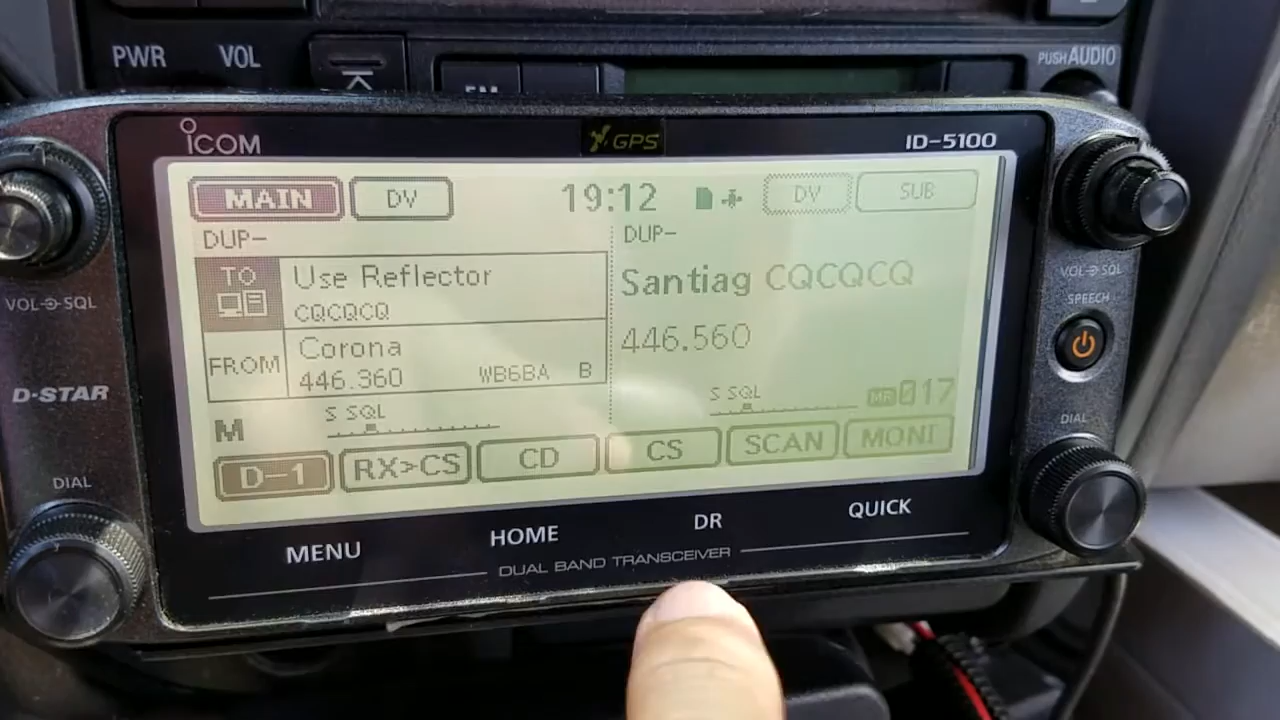 PWR VOL
PUSH AUDIO
ICOM GPS ID-5100
MAIN DV 19:12 DV SUB
DUP- DUP-
TO Use Reflector
CQCQCQ
Santiag CQCQCQ
FROM Corona
446.360 WB6BA B
446.560
S SQL
M
S SQL
MR 017
D-1 RX>CS CD CS SCAN MONI
MENU HOME DR QUICK
DUAL BAND TRANSCEIVER
VOL SQL
D-STAR
DIAL
VOL SQL
SPEECH
DIAL